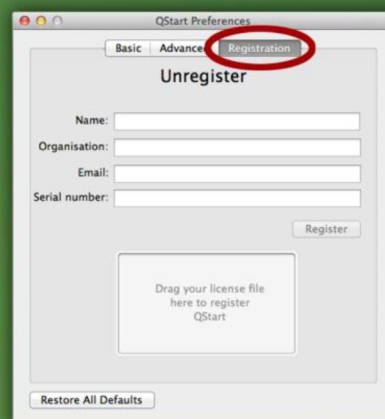 QStart Preferences
Basic Advance Registration
Unregister
Name:
Organisation:
Email:
Serial number:
Register
Drag your license file
here to register
QStart
Restore All Defaults